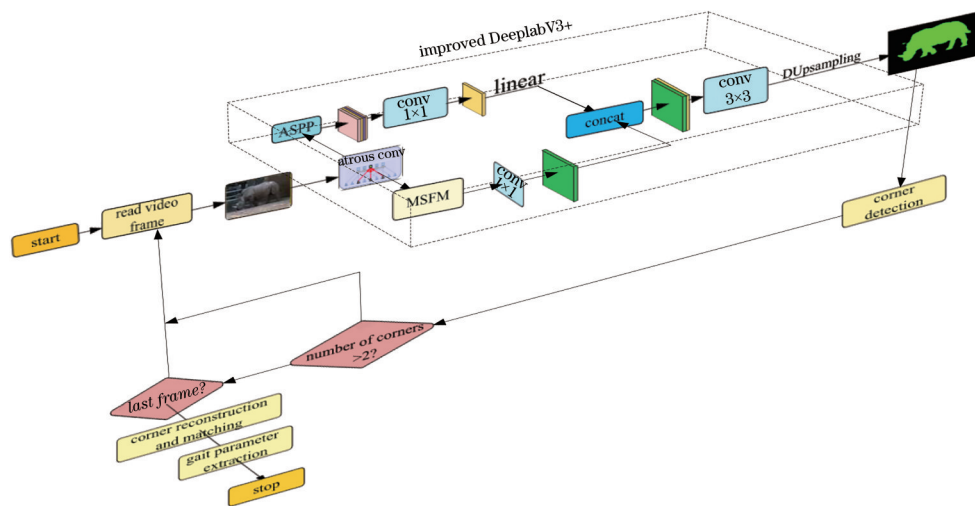 improved DeeplabV3+
linear
conv
1×1
ASPP
concat
conv
3×3
DUpsampling
atrous conv
MSFM
conv
1×1
read video
frame
start
corner
detection
number of corners
>2?
last frame?
corner reconstruction
and matching
gait parameter
extraction
stop